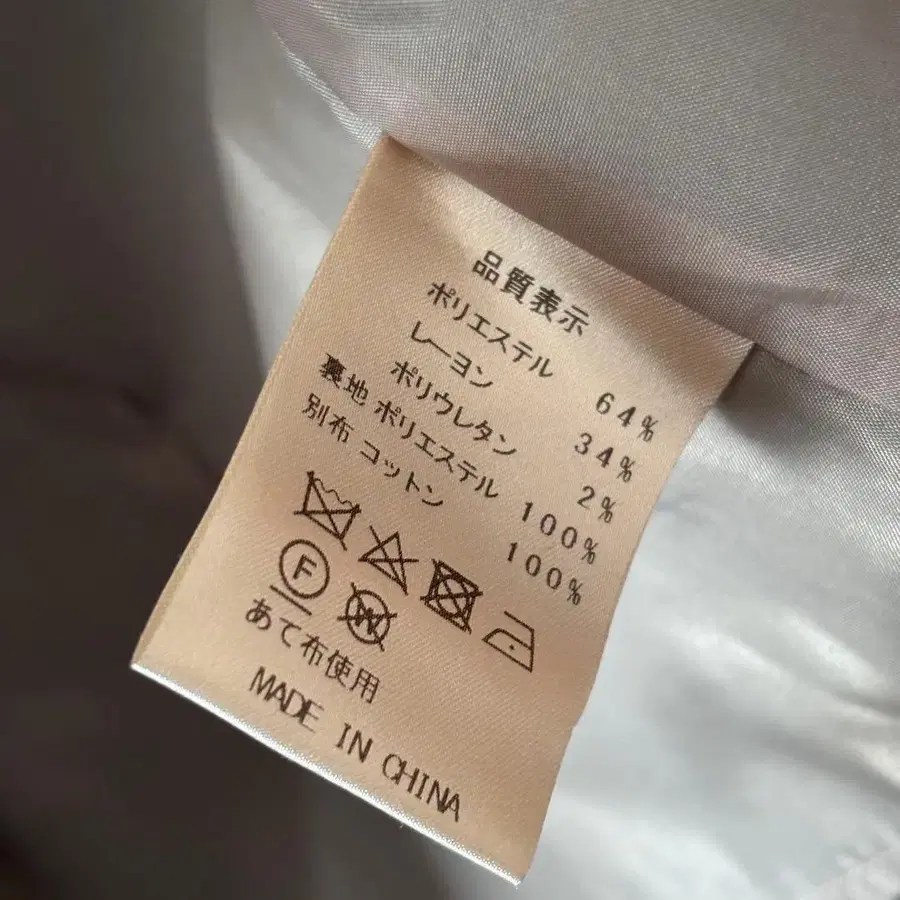 品質表示
ポリエステル 64%
レーヨン 34%
ポリウレタン 2%
裏地 ポリエステル 100%
別布 コットン 100%
F W
あて布使用
MADE IN CHINA